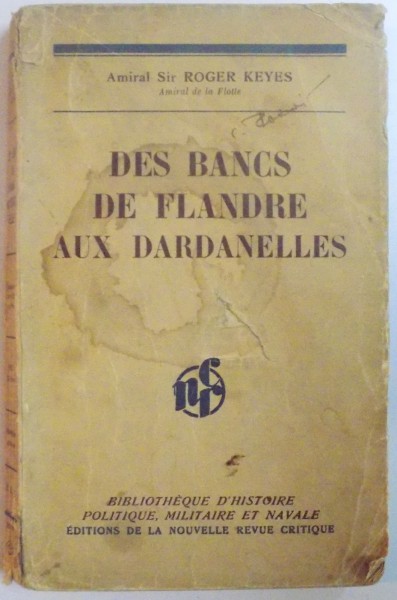 Amiral Sir ROGER KEYES
Amiral de la Flotte
DES BANCS
DE FLANDRE
AUX DARDANELLES
nrc
BIBLIOTHÈQUE D'HISTOIRE
POLITIQUE, MILITAIRE ET NAVALE
ÉDITIONS DE LA NOUVELLE REVUE CRITIQUE